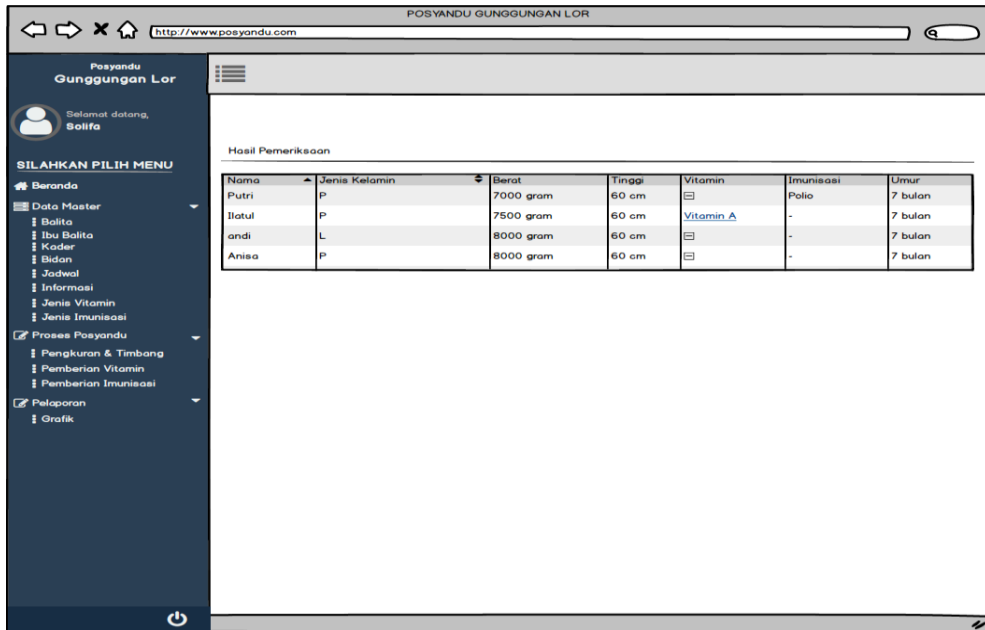 POSYANDU GUNGGUNGAN LOR
http://www.posyandu.com
Posyandu
Gunggungan Lor
Selamat datang,
Solifa
SILAHKAN PILIH MENU
Beranda
Data Master
Balita
Ibu Balita
Kader
Bidan
Jadwal
Informasi
Jenis Vitamin
Jenis Imunisasi
Proses Posyandu
Pengkuran & Timbang
Pemberian Vitamin
Pemberian Imunisasi
Pelaporan
Grafik
Hasil Pemeriksaan
Nama Jenis Kelamin Berat Tinggi Vitamin Imunisasi Umur
Putri P 7000 gram 60 cm Polio 7 bulan
Ilatul P 7500 gram 60 cm Vitamin A - 7 bulan
andi L 8000 gram 60 cm - 7 bulan
Anisa P 8000 gram 60 cm - 7 bulan